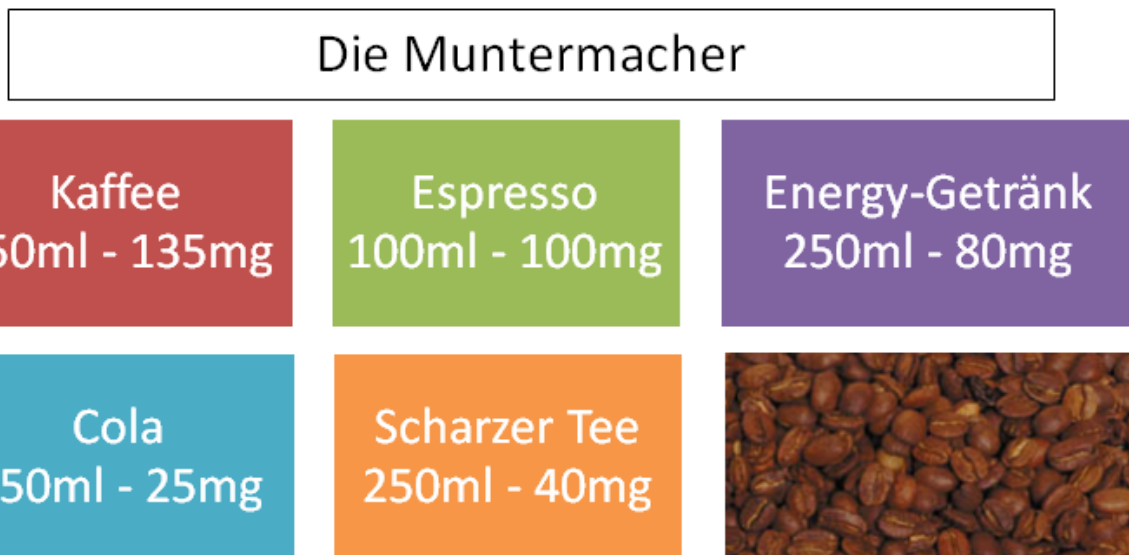 Die Muntermacher
Kaffee
50ml - 135mg
Espresso
100ml - 100mg
Energy-Getränk
250ml - 80mg
Cola
50ml - 25mg
Scharzer Tee
250ml - 40mg